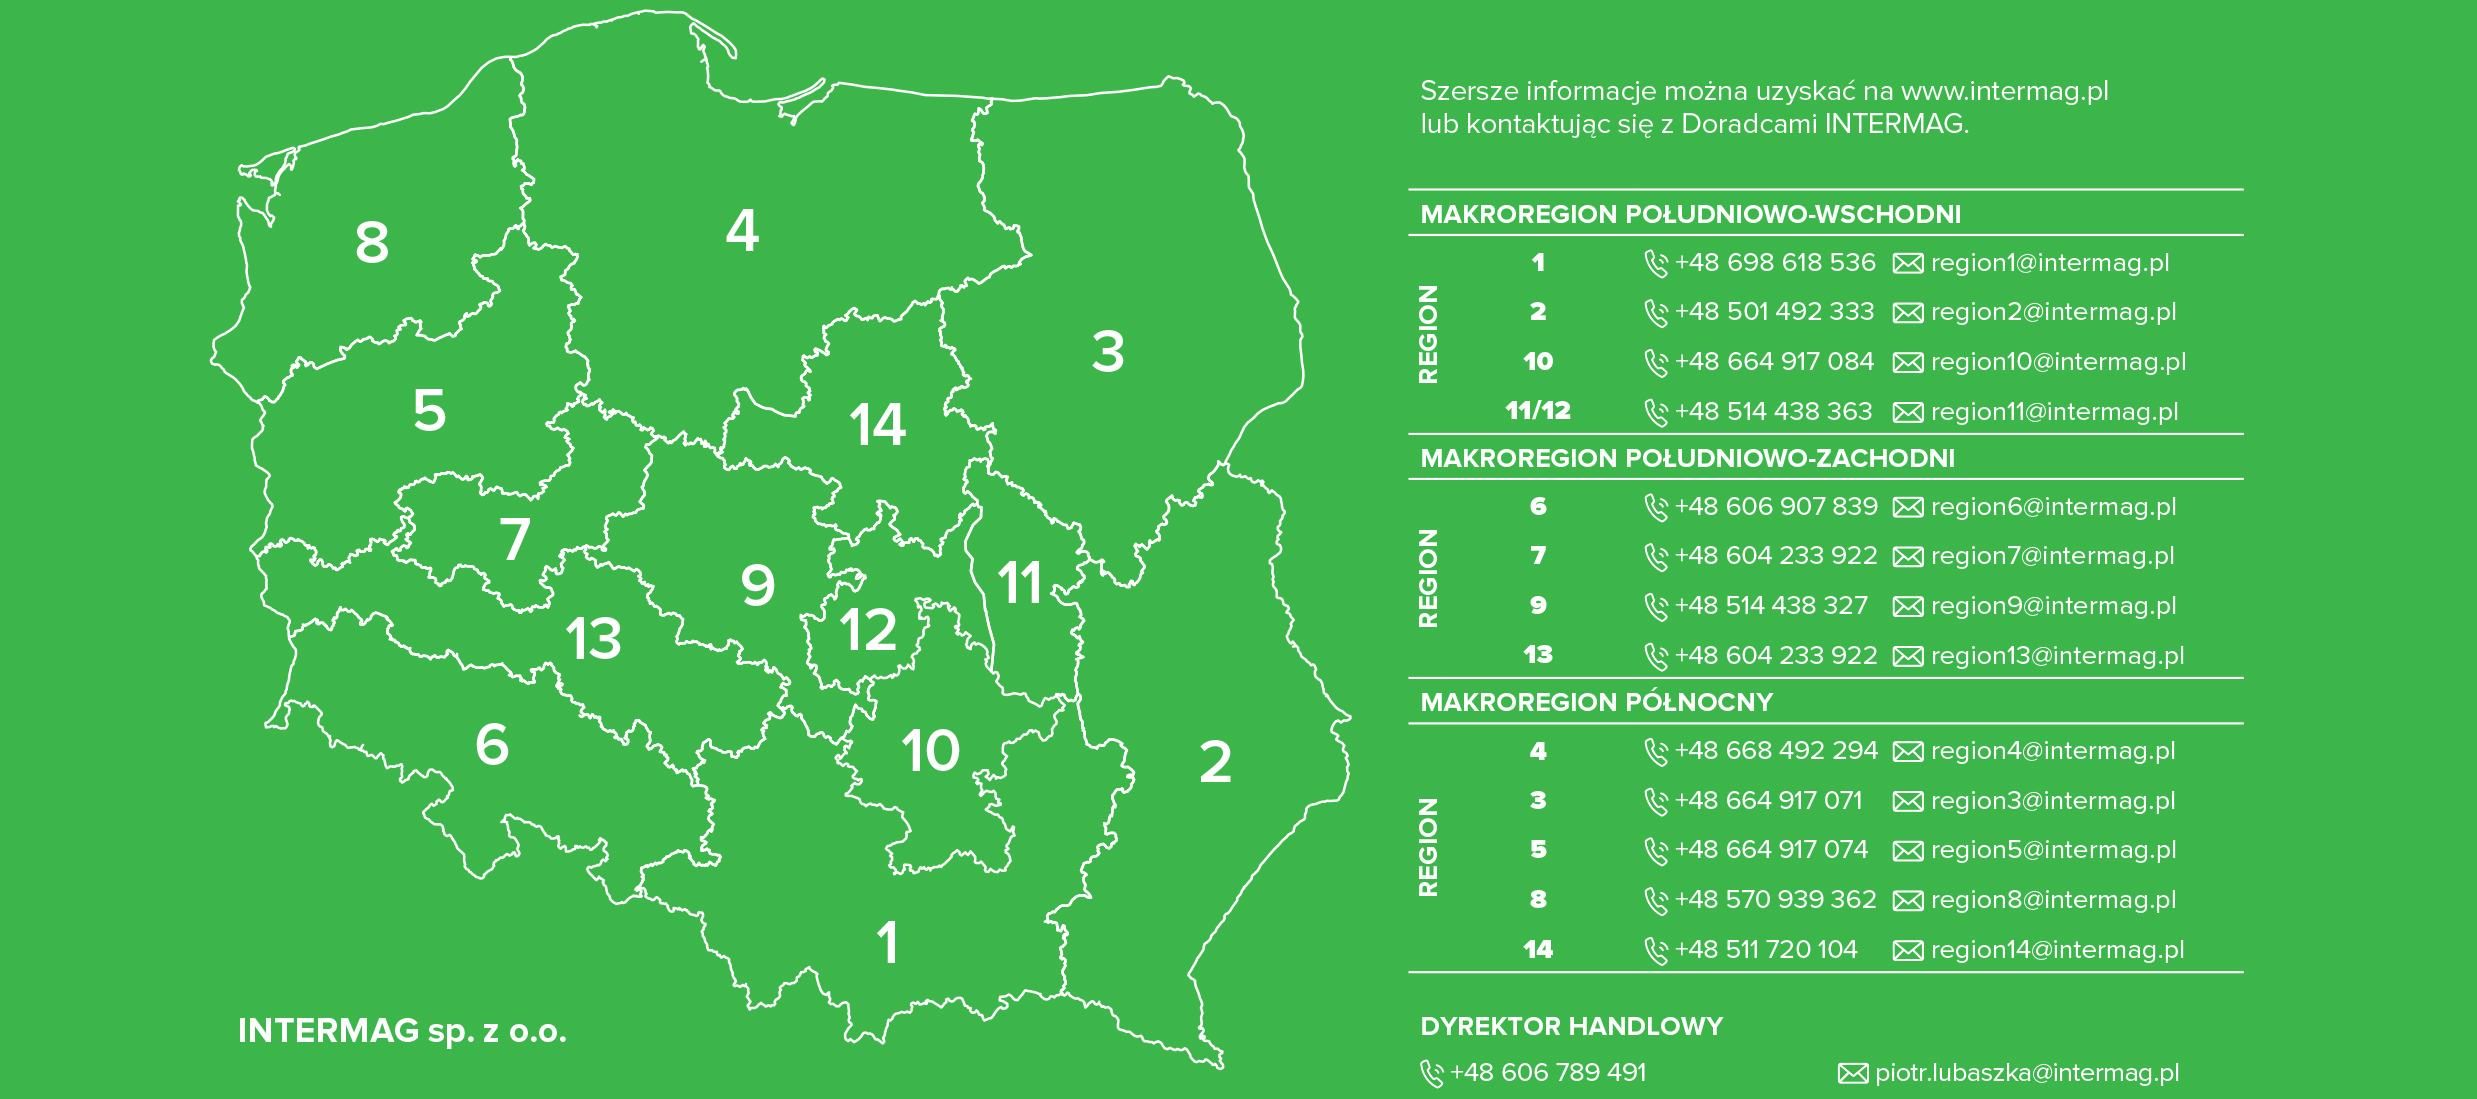 8
4
3
5
14
7
9
11
12
13
6
10
2
1
INTERMAG sp. z o.o.
Szersze informacje można uzyskać na www.intermag.pl
lub kontaktując się z Doradcami INTERMAG.
MAKROREGION POŁUDNIOWO-WSCHODNI
REGION
1 +48 698 618 536 region1@intermag.pl
2 +48 501 492 333 region2@intermag.pl
10 +48 664 917 084 region10@intermag.pl
11/12 +48 514 438 363 region11@intermag.pl
MAKROREGION POŁUDNIOWO-ZACHODNI
REGION
6 +48 606 907 839 region6@intermag.pl
7 +48 604 233 922 region7@intermag.pl
9 +48 514 438 327 region9@intermag.pl
13 +48 604 233 922 region13@intermag.pl
MAKROREGION PÓŁNOCNY
REGION
4 +48 668 492 294 region4@intermag.pl
3 +48 664 917 071 region3@intermag.pl
5 +48 664 917 074 region5@intermag.pl
8 +48 570 939 362 region8@intermag.pl
14 +48 511 720 104 region14@intermag.pl
DYREKTOR HANDLOWY
+48 606 789 491 piotr.lubaszka@intermag.pl